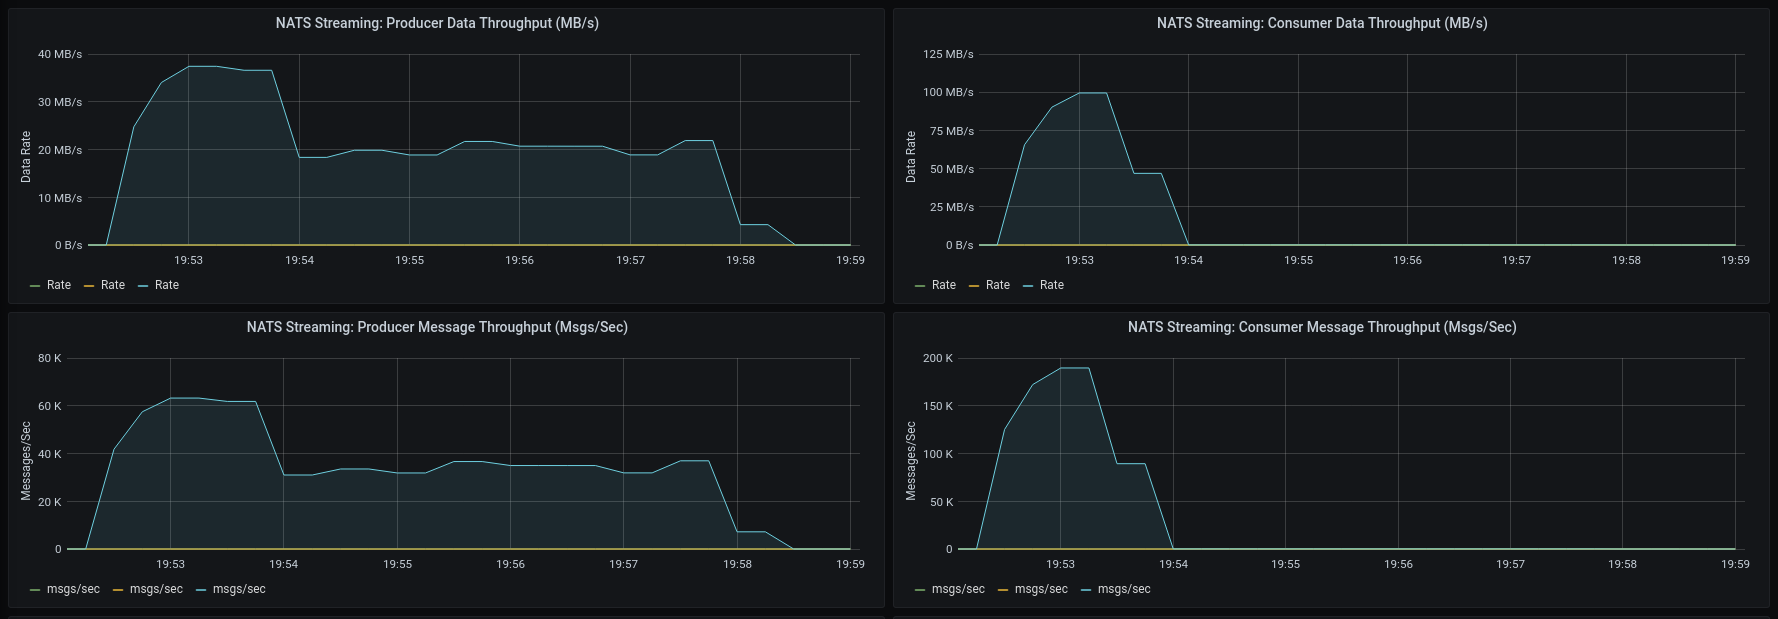 NATS Streaming: Producer Data Throughput (MB/s)
40 MB/s
30 MB/s
20 MB/s
10 MB/s
0 B/s
Data Rate
19:53 19:54 19:55 19:56 19:57 19:58 19:59
Rate Rate Rate
NATS Streaming: Consumer Data Throughput (MB/s)
125 MB/s
100 MB/s
75 MB/s
50 MB/s
25 MB/s
0 B/s
Data Rate
19:53 19:54 19:55 19:56 19:57 19:58 19:59
Rate Rate Rate
NATS Streaming: Producer Message Throughput (Msgs/Sec)
80 K
60 K
40 K
20 K
0
Messages/Sec
19:53 19:54 19:55 19:56 19:57 19:58 19:59
msgs/sec msgs/sec msgs/sec
NATS Streaming: Consumer Message Throughput (Msgs/Sec)
200 K
150 K
100 K
50 K
0
Messages/Sec
19:53 19:54 19:55 19:56 19:57 19:58 19:59
msgs/sec msgs/sec msgs/sec